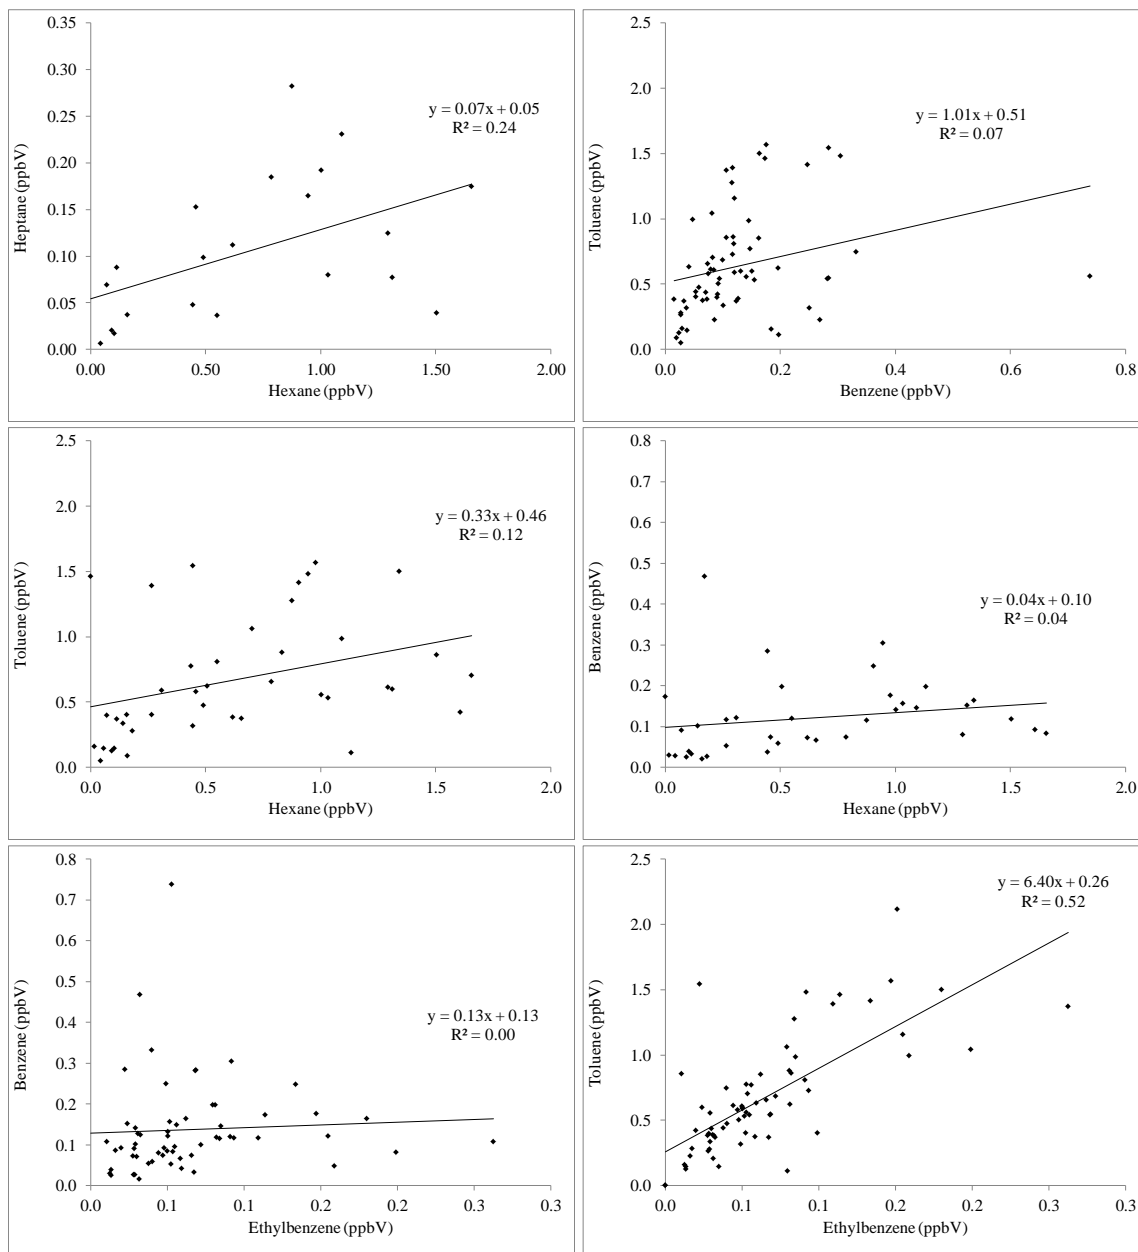 0.35
0.30
0.25
0.20
0.15
0.10
0.05
0.00
Heptane (ppbV)
y = 0.07x + 0.05
R² = 0.24
0.00 0.50 1.00 1.50 2.00
Hexane (ppbV)
2.5
2.0
1.5
1.0
0.5
0.0
Toluene (ppbV)
y = 1.01x + 0.51
R² = 0.07
0 0.2 0.4 0.6 0.8
Benzene (ppbV)
2.5
2.0
1.5
1.0
0.5
0.0
Toluene (ppbV)
y = 0.33x + 0.46
R² = 0.12
0.0 0.5 1.0 1.5 2.0
Hexane (ppbV)
0.8
0.7
0.6
0.5
0.4
0.3
0.2
0.1
0.0
Benzene (ppbV)
y = 0.04x + 0.10
R² = 0.04
0.0 0.5 1.0 1.5 2.0
Hexane (ppbV)
0.8
0.7
0.6
0.5
0.4
0.3
0.2
0.1
0.0
Benzene (ppbV)
y = 0.13x + 0.13
R² = 0.00
0.0 0.1 0.1 0.2 0.2 0.3 0.3
Ethylbenzene (ppbV)
2.5
2.0
1.5
1.0
0.5
0.0
Toluene (ppbV)
y = 6.40x + 0.26
R² = 0.52
0.0 0.1 0.1 0.2 0.2 0.3 0.3
Ethylbenzene (ppbV)